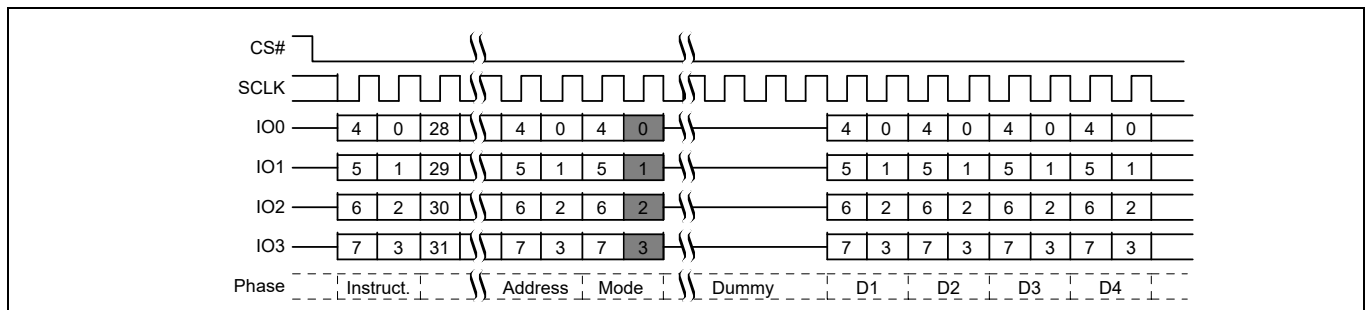 CS#
SCLK
IO0 4 0 28 4 0 4 0 4 0 4 0 4 0 4 0
IO1 5 1 29 5 1 5 1 5 1 5 1 5 1 5 1
IO2 6 2 30 6 2 6 2 6 2 6 2 6 2 6 2
IO3 7 3 31 7 3 7 3 7 3 7 3 7 3 7 3
Phase Instruct. Address Mode Dummy D1 D2 D3 D4